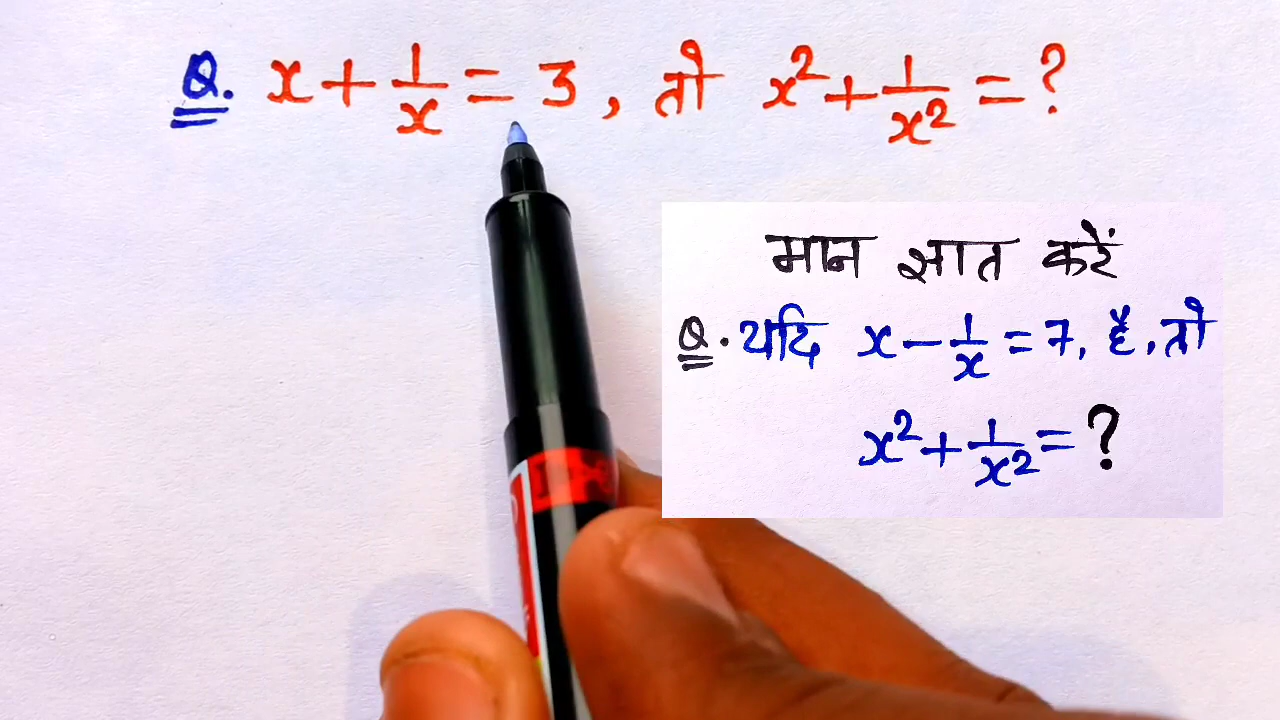 Q. x + 1/x = 3, तो x² + 1/x² = ?
मान ज्ञात करें
Q. यदि x - 1/x = 7, है, तो
x² + 1/x² = ?